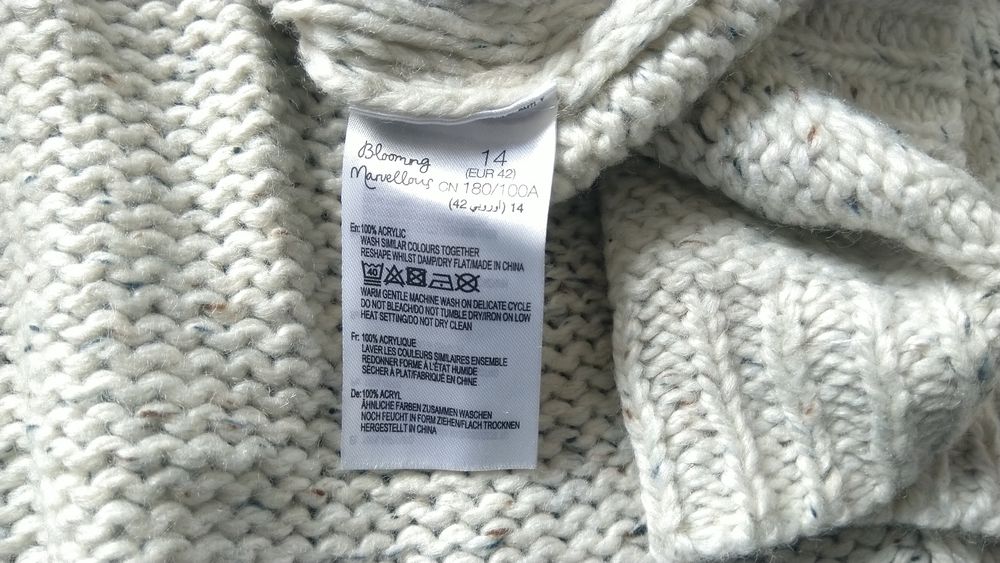 Blooming
Marvellous
14
(EUR 42)
CN 180/100A
14 (اوروبي 42)
En:100% ACRYLIC
WASH SIMILAR COLOURS TOGETHER
RESHAPE WHILST DAMP/DRY FLAT/MADE IN CHINA
40
WARM GENTLE MACHINE WASH ON DELICATE CYCLE
DO NOT BLEACH/DO NOT TUMBLE DRY/IRON ON LOW
HEAT SETTING/DO NOT DRY CLEAN
Fr: 100% ACRYLIQUE
LAVER LES COULEURS SIMILAIRES ENSEMBLE
REDONNER FORME À L'ÉTAT HUMIDE
SÉCHER À PLAT/FABRIQUÉ EN CHINE
De:100% ACRYL
ÄHNLICHE FARBEN ZUSAMMEN WASCHEN
NOCH FEUCHT IN FORM ZIEHEN/FLACH TROCKNEN
HERGESTELLT IN CHINA